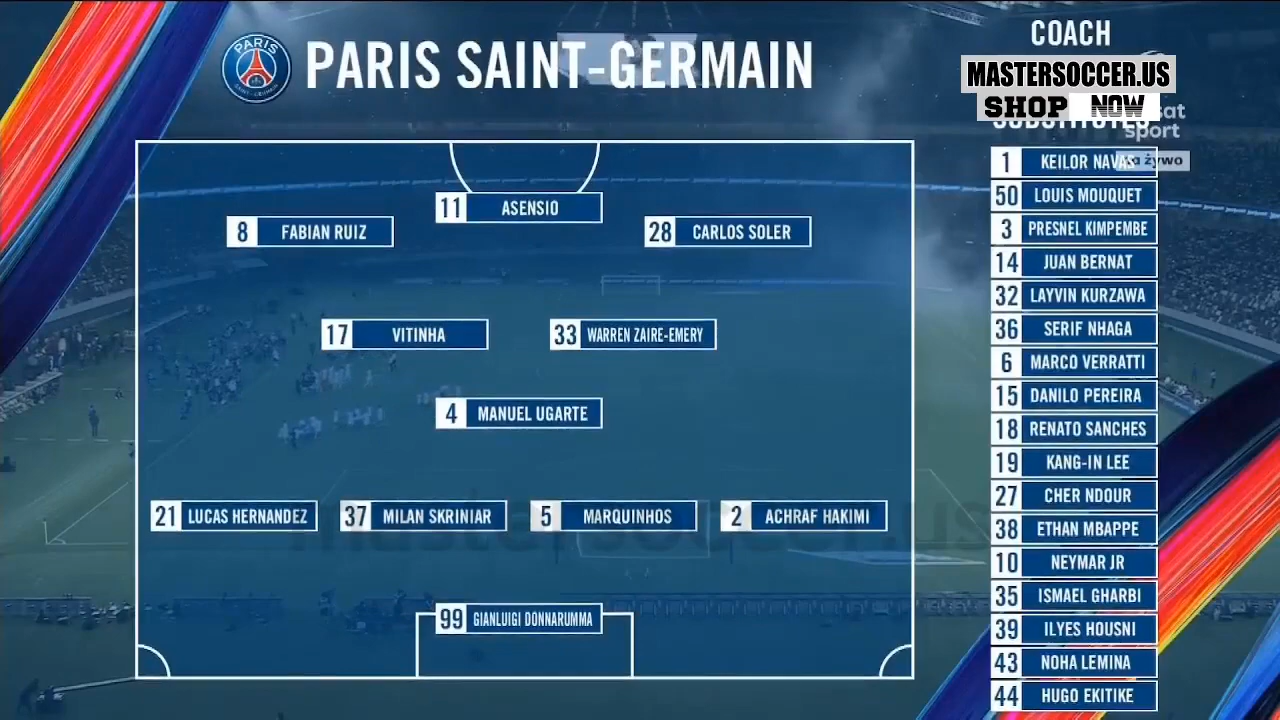 PARIS
SAINT-GERMAIN
PARIS SAINT-GERMAIN
COACH
MASTERSOCCER.US
SHOP NOW
SUBSTITUTES
sat
sport
żywo
11 ASENSIO
8 FABIAN RUIZ
28 CARLOS SOLER
17 VITINHA
33 WARREN ZAIRE-EMERY
4 MANUEL UGARTE
21 LUCAS HERNANDEZ
37 MILAN SKRINIAR
5 MARQUINHOS
2 ACHRAF HAKIMI
mastersoccer.us
99 GIANLUIGI DONNARUMMA
1 KEILOR NAVAS
50 LOUIS MOUQUET
3 PRESNEL KIMPEMBE
14 JUAN BERNAT
32 LAYVIN KURZAWA
36 SERIF NHAGA
6 MARCO VERRATTI
15 DANILO PEREIRA
18 RENATO SANCHES
19 KANG-IN LEE
27 CHER NDOUR
38 ETHAN MBAPPE
10 NEYMAR JR
35 ISMAEL GHARBI
39 ILYES HOUSNI
43 NOHA LEMINA
44 HUGO EKITIKE